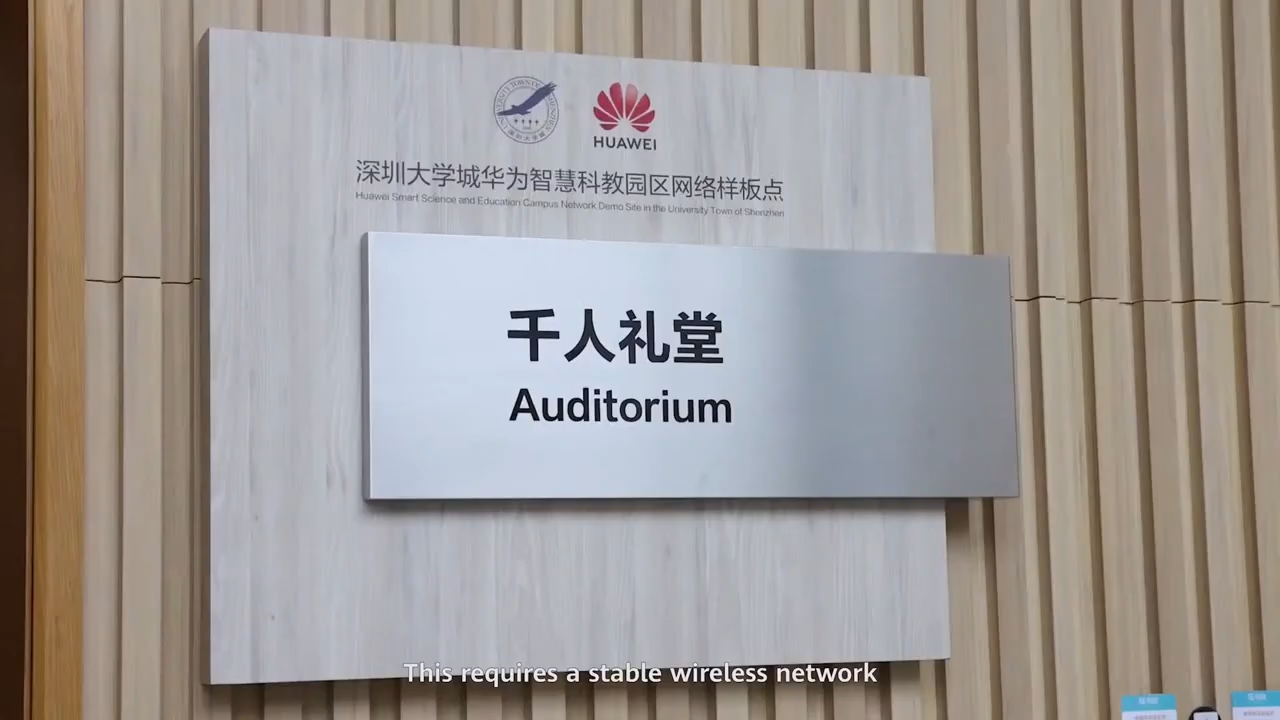 HUAWEI
深圳大学城华为智慧科教园区网络样板点
Huawei Smart Science and Education Campus Network Demo Site in the University Town of Shenzhen
千人礼堂
Auditorium
This requires a stable wireless network